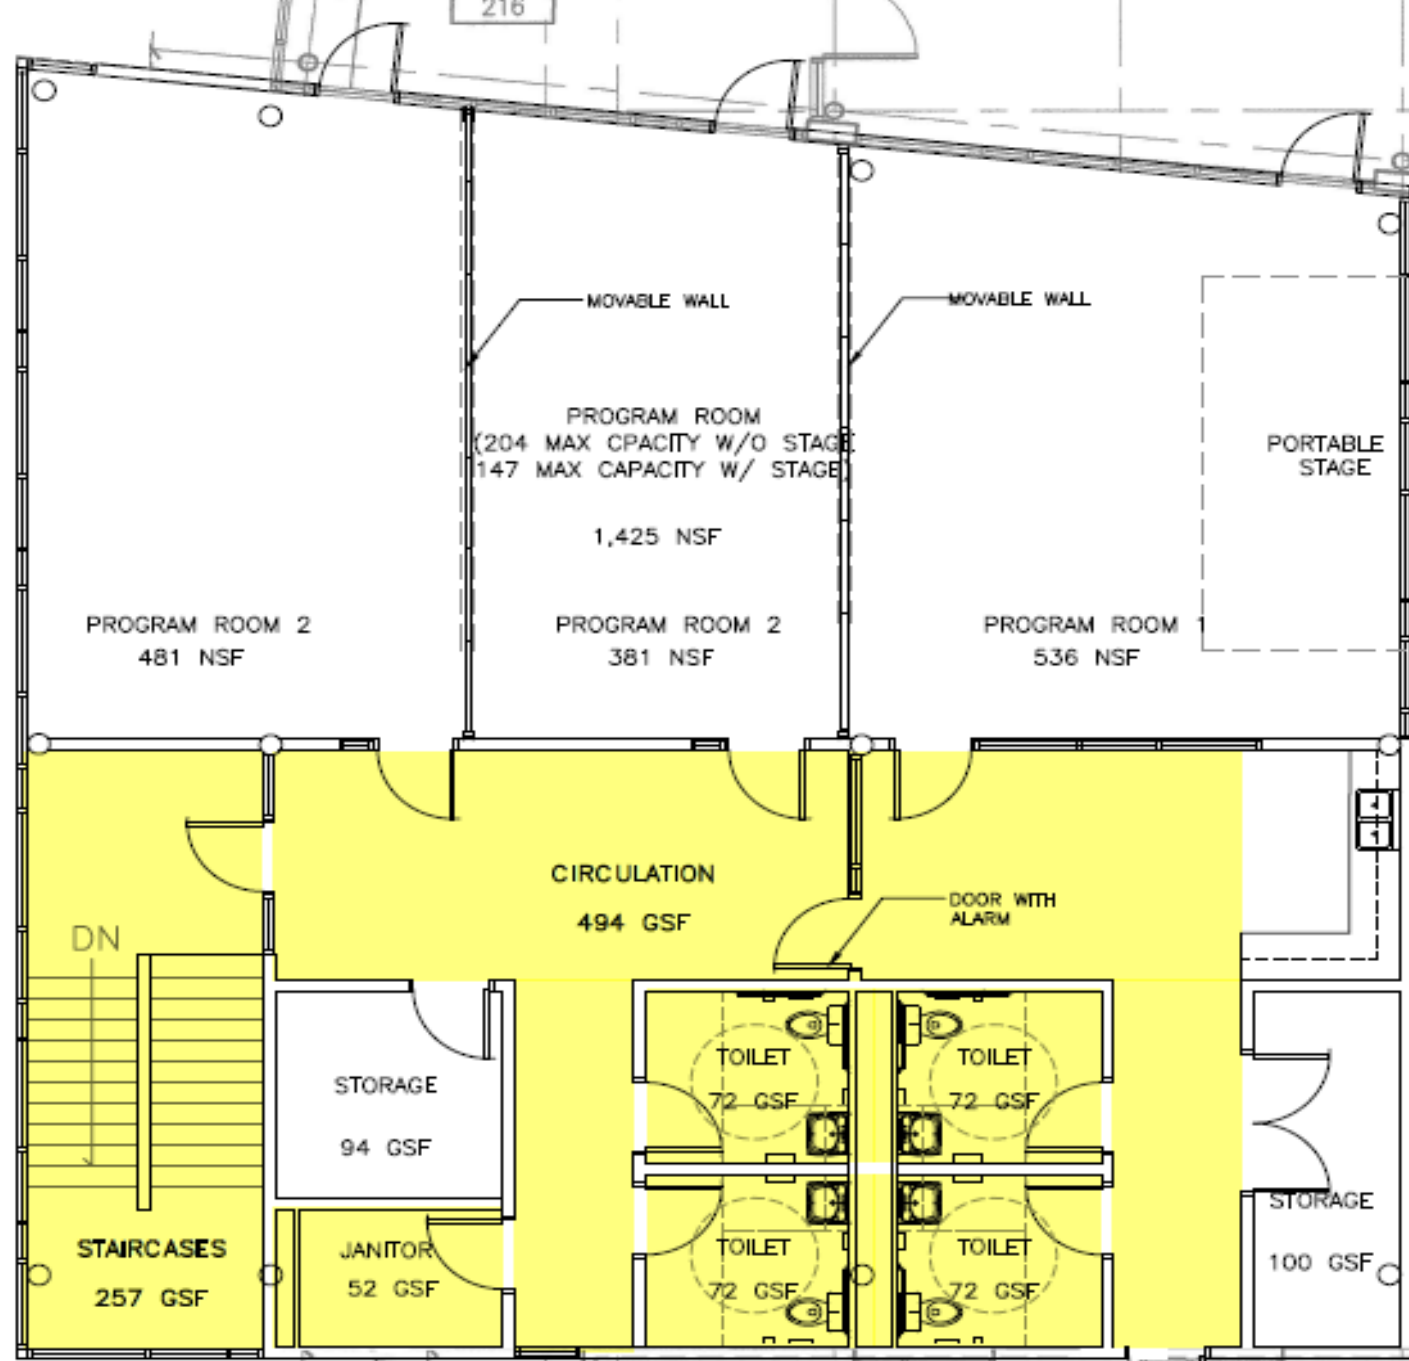 216
MOVABLE WALL
MOVABLE WALL
PROGRAM ROOM
(204 MAX CPACITY W/O STAGE
147 MAX CAPACITY W/ STAGE)
1,425 NSF
PORTABLE
STAGE
PROGRAM ROOM 2
481 NSF
PROGRAM ROOM 2
381 NSF
PROGRAM ROOM 1
536 NSF
CIRCULATION
494 GSF
DOOR WITH
ALARM
DN
STORAGE
94 GSF
TOILET
72 GSF
TOILET
72 GSF
STORAGE
100 GSF
STAIRCASES
257 GSF
JANITOR
52 GSF
TOILET
72 GSF
TOILET
72 GSF